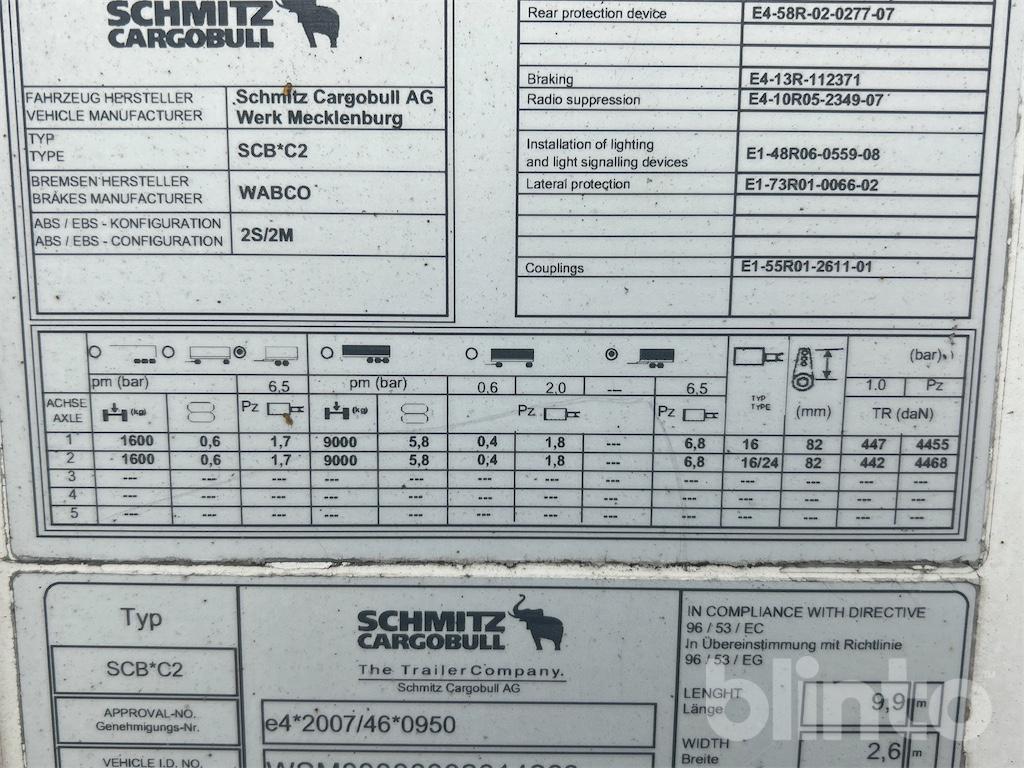 SCHMITZ
CARGOBULL
FAHRZEUG HERSTELLER
VEHICLE MANUFACTURER
Schmitz Cargobull AG
Werk Mecklenburg
TYP
TYPE
SCB*C2
BREMSEN HERSTELLER
BRAKES MANUFACTURER
WABCO
ABS / EBS - KONFIGURATION
ABS / EBS - CONFIGURATION
2S/2M
Rear protection device E4-58R-02-0277-07
Braking E4-13R-112371
Radio suppression E4-10R05-2349-07
Installation of lighting
and light signalling devices E1-48R06-0559-08
Lateral protection E1-73R01-0066-02
Couplings E1-55R01-2611-01
(bar)
pm (bar) 6,5 pm (bar) 0,6 2,0 --- 6,5 1.0 Pz
ACHSE
AXLE
(kg) Pz (kg) Pz Pz TYP
TYPE
(mm) TR (daN)
1 1600 0,6 1,7 9000 5,8 0,4 1,8 --- 6,8 16 82 447 4455
2 1600 0,6 1,7 9000 5,8 0,4 1,8 --- 6,8 16/24 82 442 4468
3 --- --- --- --- --- --- --- --- --- --- --- --- ---
4 --- --- --- --- --- --- --- --- --- --- --- --- ---
5 --- --- --- --- --- --- --- --- --- --- --- --- ---
Typ
SCB*C2
APPROVAL-NO.
Genehmigungs-Nr.
VEHICLE I.D. NO.
SCHMITZ
CARGOBULL
The Trailer Company.
Schmitz Cargobull AG
e4*2007/46*0950
IN COMPLIANCE WITH DIRECTIVE
96 / 53 / EC
In Übereinstimmung mit Richtlinie
96 / 53 / EG
LENGHT
Länge
9,9 m
WIDTH
Breite
2,6 m
blinto